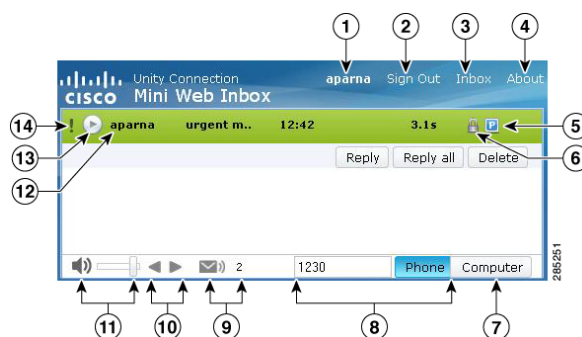 1 2 3 4
Unity Connection aparna Sign Out Inbox About
CISCO Mini Web Inbox
14 ! aparna urgent m.. 12:42 3.1s P 5
13 6
12
Reply Reply all Delete
2 1230 Phone Computer
11 10 9 8 7
285251